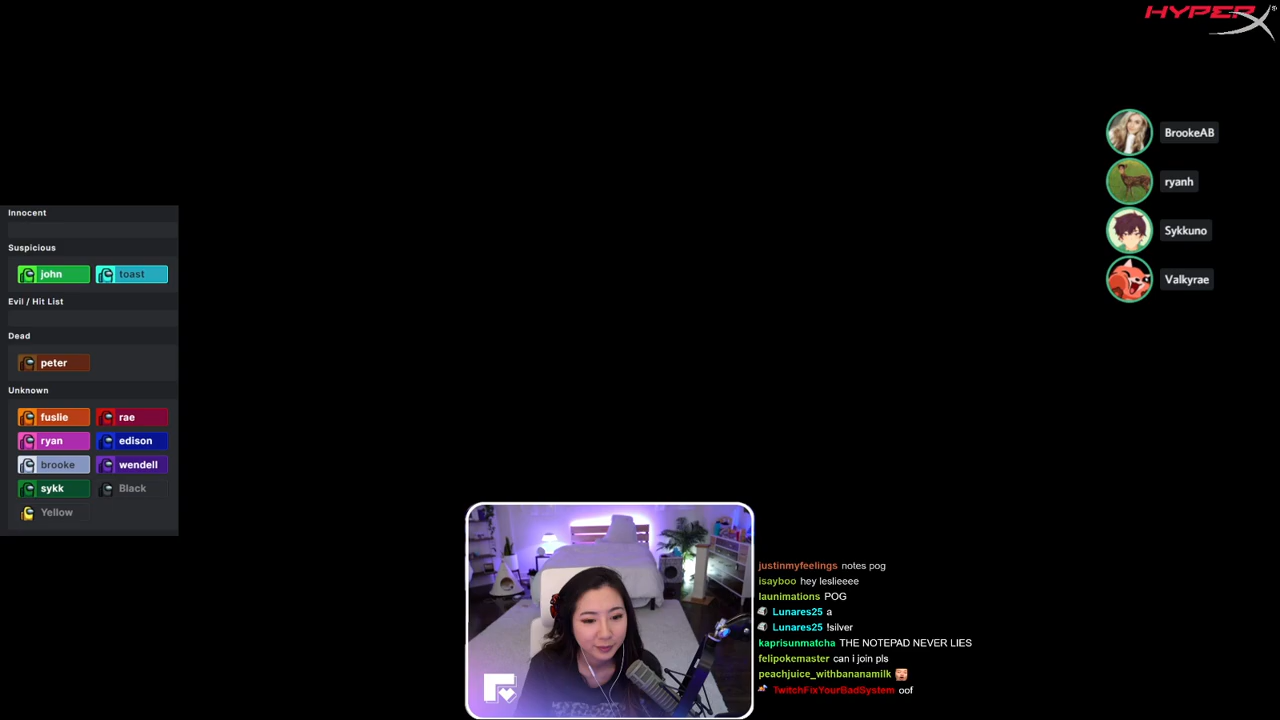 HYPERX
BrookeAB
ryanh
Sykkuno
Valkyrae
Innocent
Suspicious
john toast
Evil / Hit List
Dead
peter
Unknown
fuslie rae
ryan edison
brooke wendell
sykk Black
Yellow
justinmyfeelings notes pog
isayboo hey leslieeee
launimations POG
Lunares25 a
Lunares25 !silver
kaprisunmatcha THE NOTEPAD NEVER LIES
felipokemaster can i join pls
peachjuice_withbananamilk
TwitchFixYourBadSystem oof